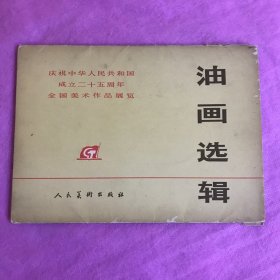 庆祝中华人民共和国
成立二十五周年
全国美术作品展览
油画选辑
人民美术出版社